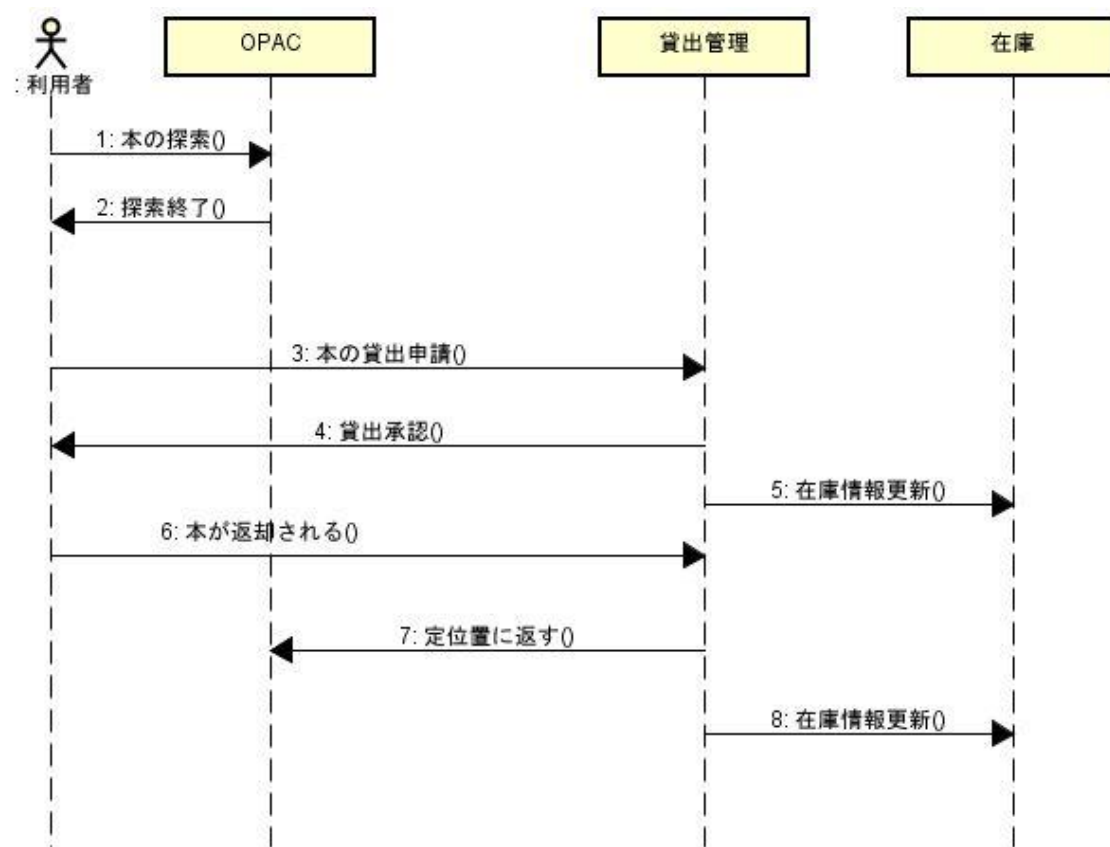 OPAC
貸出管理
在庫
: 利用者
1: 本の探索()
2: 探索終了()
3: 本の貸出申請()
4: 貸出承認()
5: 在庫情報更新()
6: 本が返却される()
7: 定位置に返す()
8: 在庫情報更新()